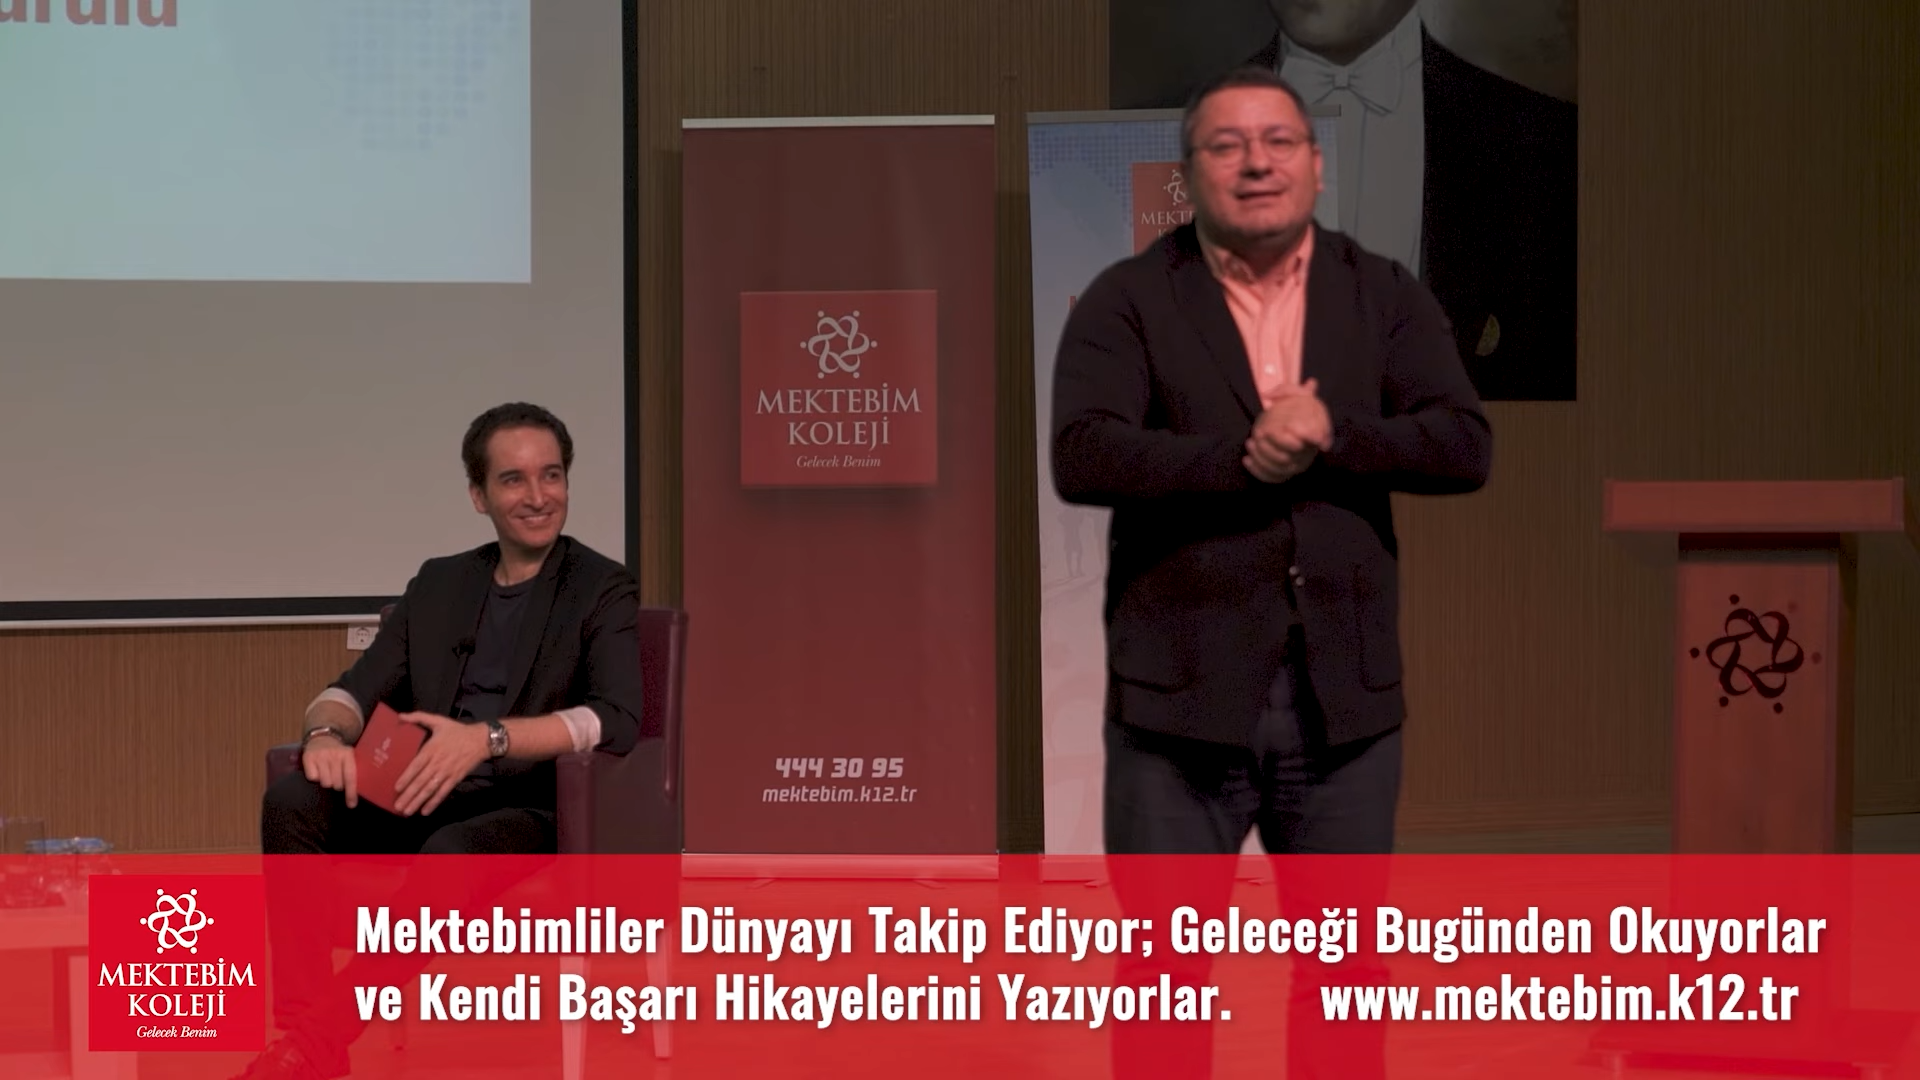 MEKTEBİM
KOLEJİ
Gelecek Benim
444 30 95
mektebim.k12.tr
Mektebimliler Dünyayı Takip Ediyor; Geleceği Bugünden Okuyorlar
ve Kendi Başarı Hikayelerini Yazıyorlar. www.mektebim.k12.tr
MEKTEBİM
KOLEJİ
Gelecek Benim